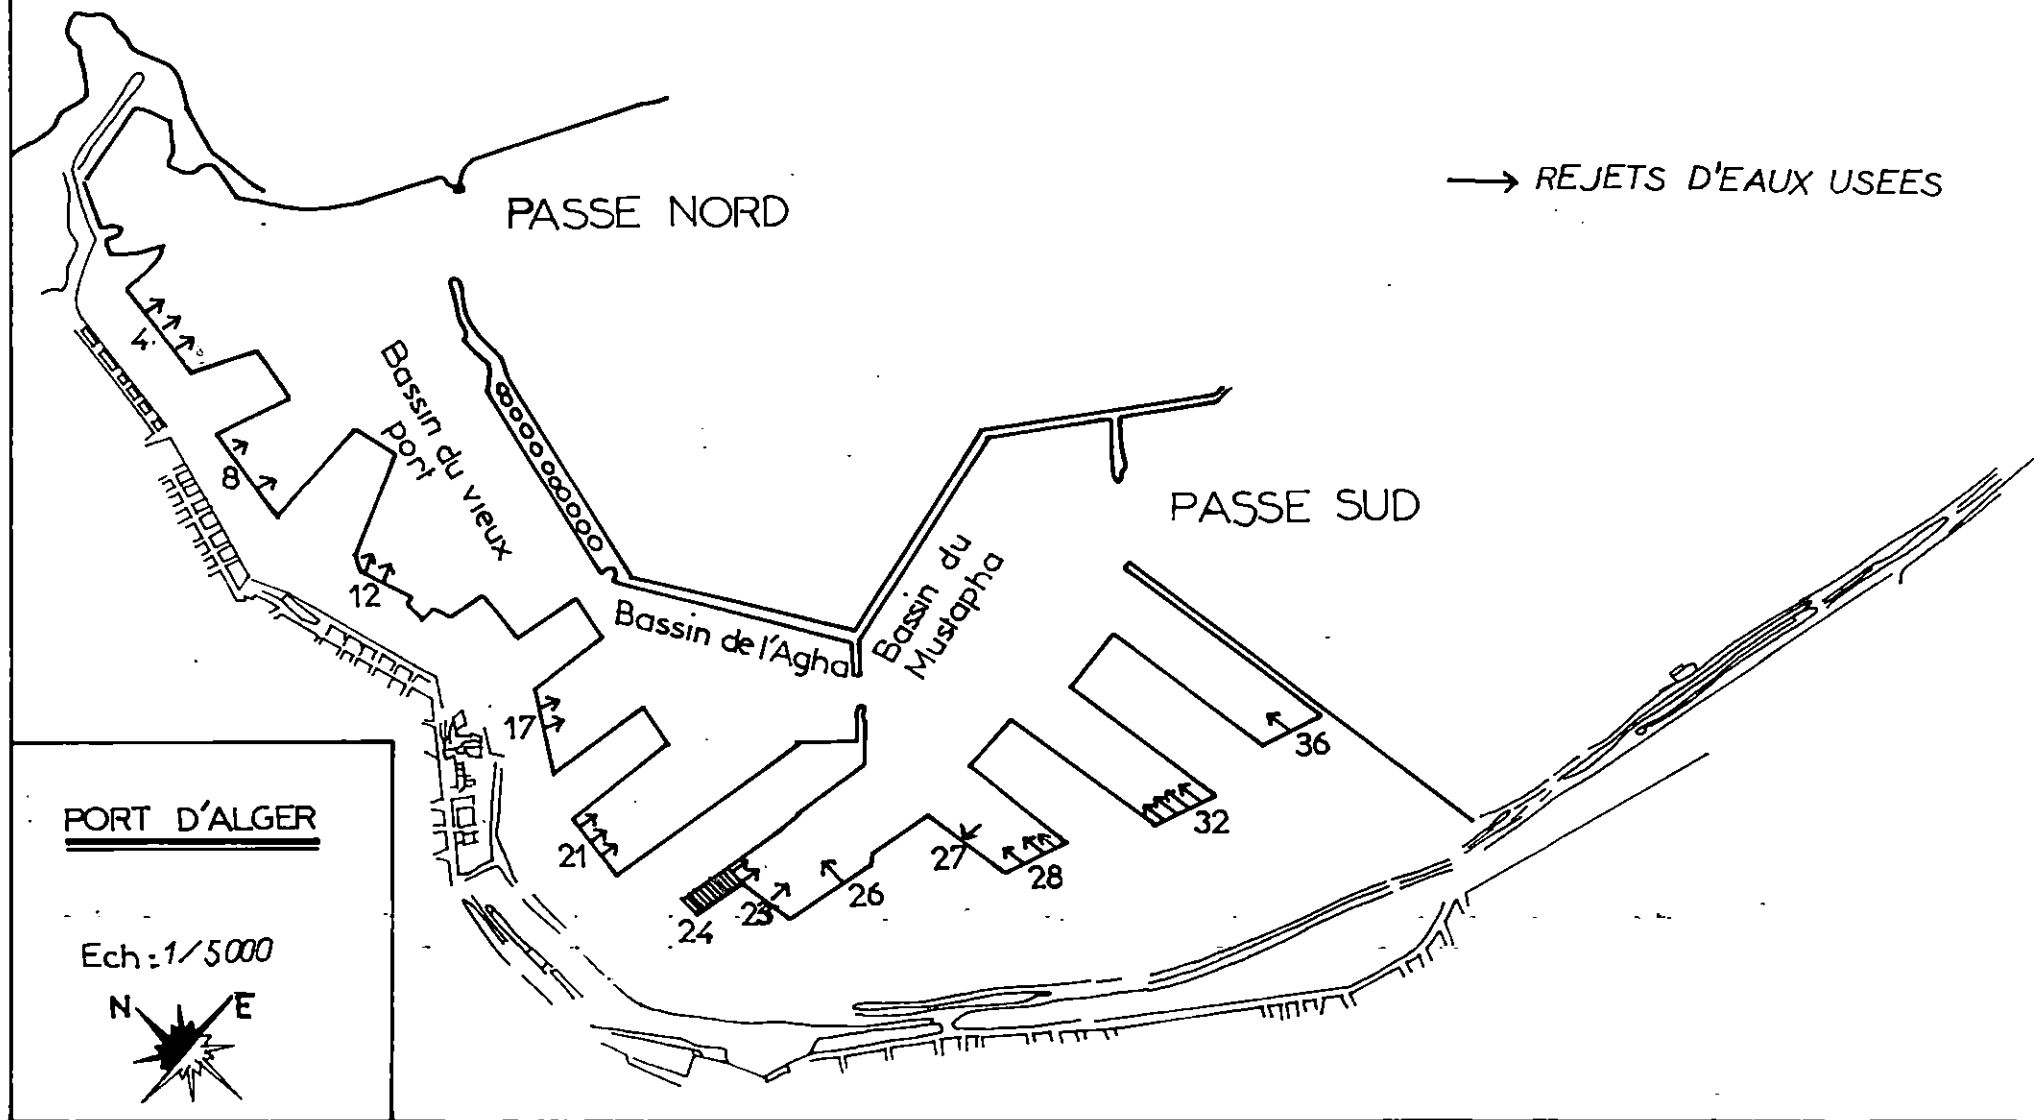 PASSE NORD
→ REJETS D'EAUX USEES
4
Bassin du vieux
port
8
PASSE SUD
12
Bassin de l'Agha
Bassin du
Mustapha
17
36
PORT D'ALGER
21
32
27
28
26
24
Ech: 1/5000
N E